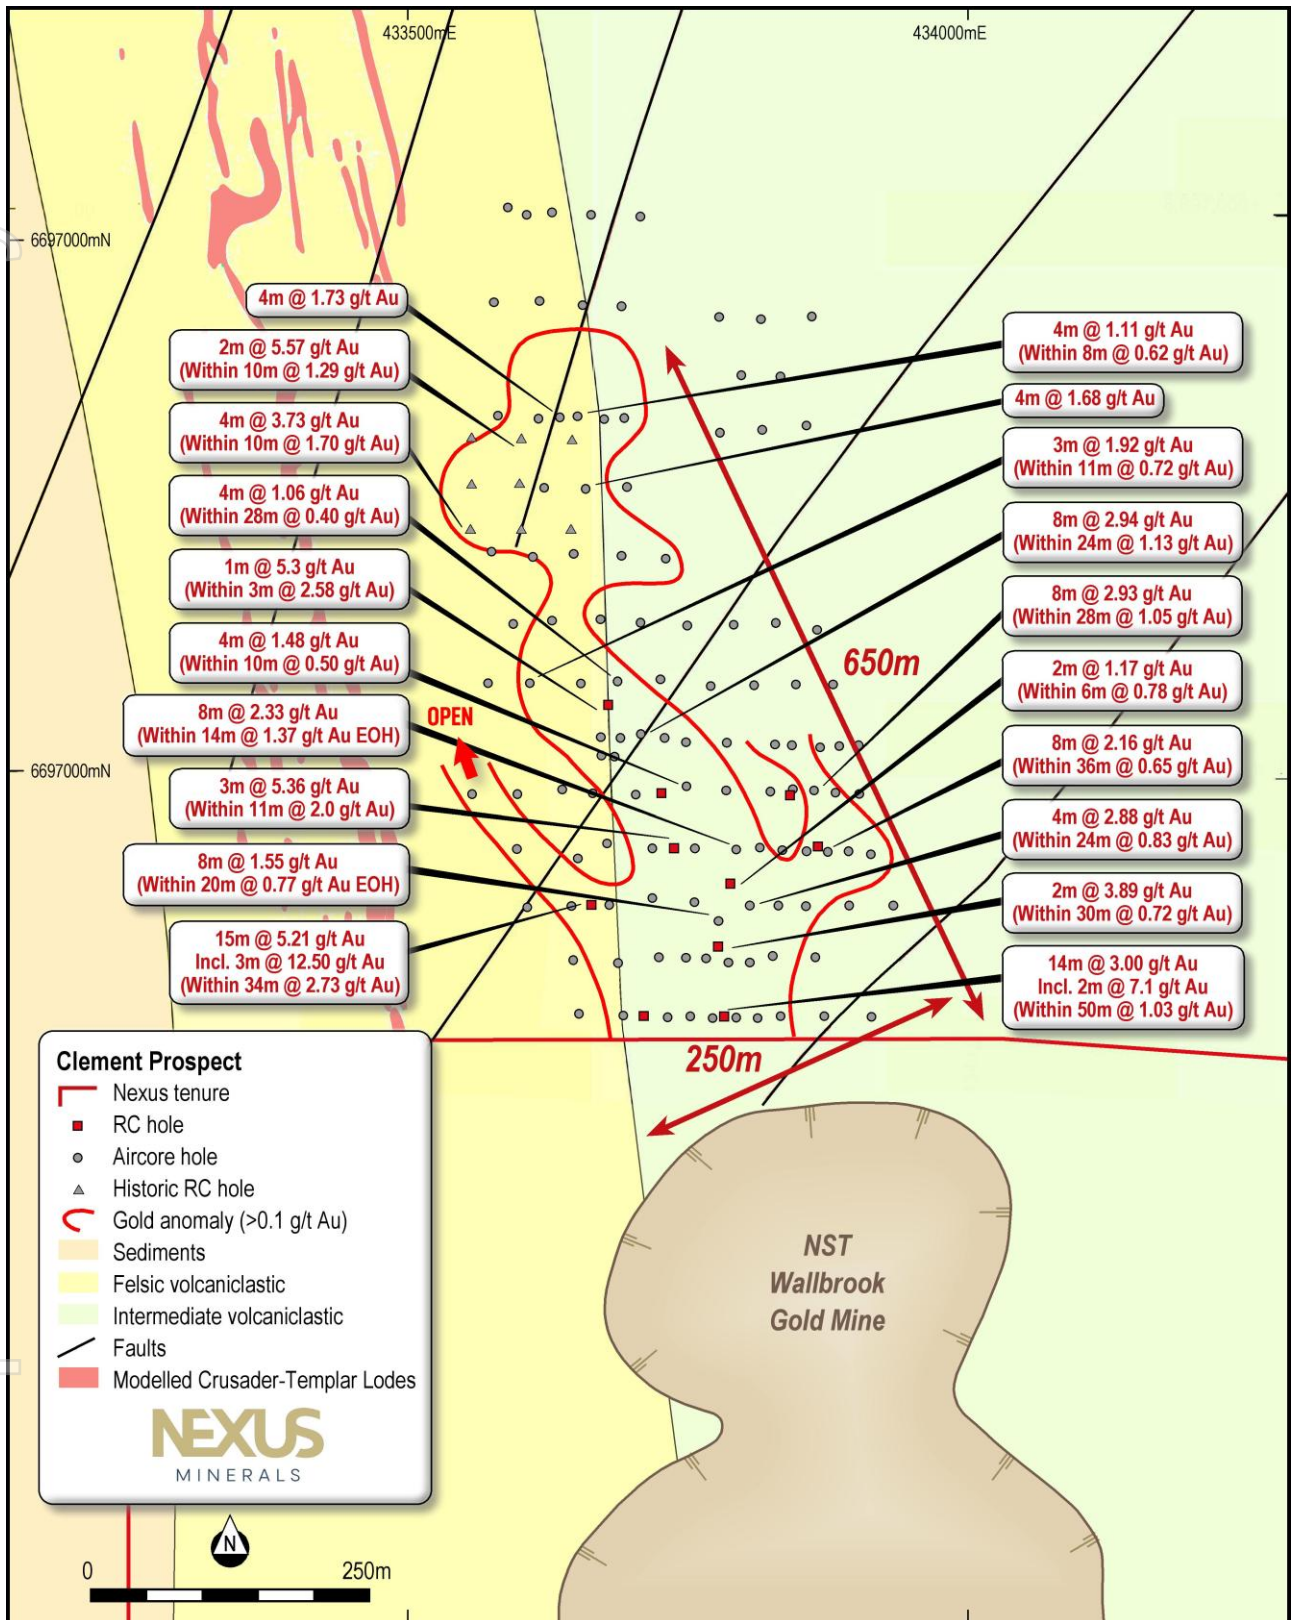 433500mE
434000mE
6697000mN
4m @ 1.73 g/t Au
2m @ 5.57 g/t Au
(Within 10m @ 1.29 g/t Au)
4m @ 3.73 g/t Au
(Within 10m @ 1.70 g/t Au)
4m @ 1.06 g/t Au
(Within 28m @ 0.40 g/t Au)
1m @ 5.3 g/t Au
(Within 3m @ 2.58 g/t Au)
4m @ 1.48 g/t Au
(Within 10m @ 0.50 g/t Au)
8m @ 2.33 g/t Au
(Within 14m @ 1.37 g/t Au EOH)
OPEN
6697000mN
3m @ 5.36 g/t Au
(Within 11m @ 2.0 g/t Au)
8m @ 1.55 g/t Au
(Within 20m @ 0.77 g/t Au EOH)
15m @ 5.21 g/t Au
Incl. 3m @ 12.50 g/t Au
(Within 34m @ 2.73 g/t Au)
4m @ 1.11 g/t Au
(Within 8m @ 0.62 g/t Au)
4m @ 1.68 g/t Au
3m @ 1.92 g/t Au
(Within 11m @ 0.72 g/t Au)
8m @ 2.94 g/t Au
(Within 24m @ 1.13 g/t Au)
8m @ 2.93 g/t Au
(Within 28m @ 1.05 g/t Au)
650m
2m @ 1.17 g/t Au
(Within 6m @ 0.78 g/t Au)
8m @ 2.16 g/t Au
(Within 36m @ 0.65 g/t Au)
4m @ 2.88 g/t Au
(Within 24m @ 0.83 g/t Au)
2m @ 3.89 g/t Au
(Within 30m @ 0.72 g/t Au)
14m @ 3.00 g/t Au
Incl. 2m @ 7.1 g/t Au
(Within 50m @ 1.03 g/t Au)
250m
Clement Prospect
Nexus tenure
RC hole
Aircore hole
Historic RC hole
Gold anomaly (>0.1 g/t Au)
Sediments
Felsic volcaniclastic
Intermediate volcaniclastic
Faults
Modelled Crusader-Templar Lodes
NEXUS
MINERALS
NST
Wallbrook
Gold Mine
N
0
250m